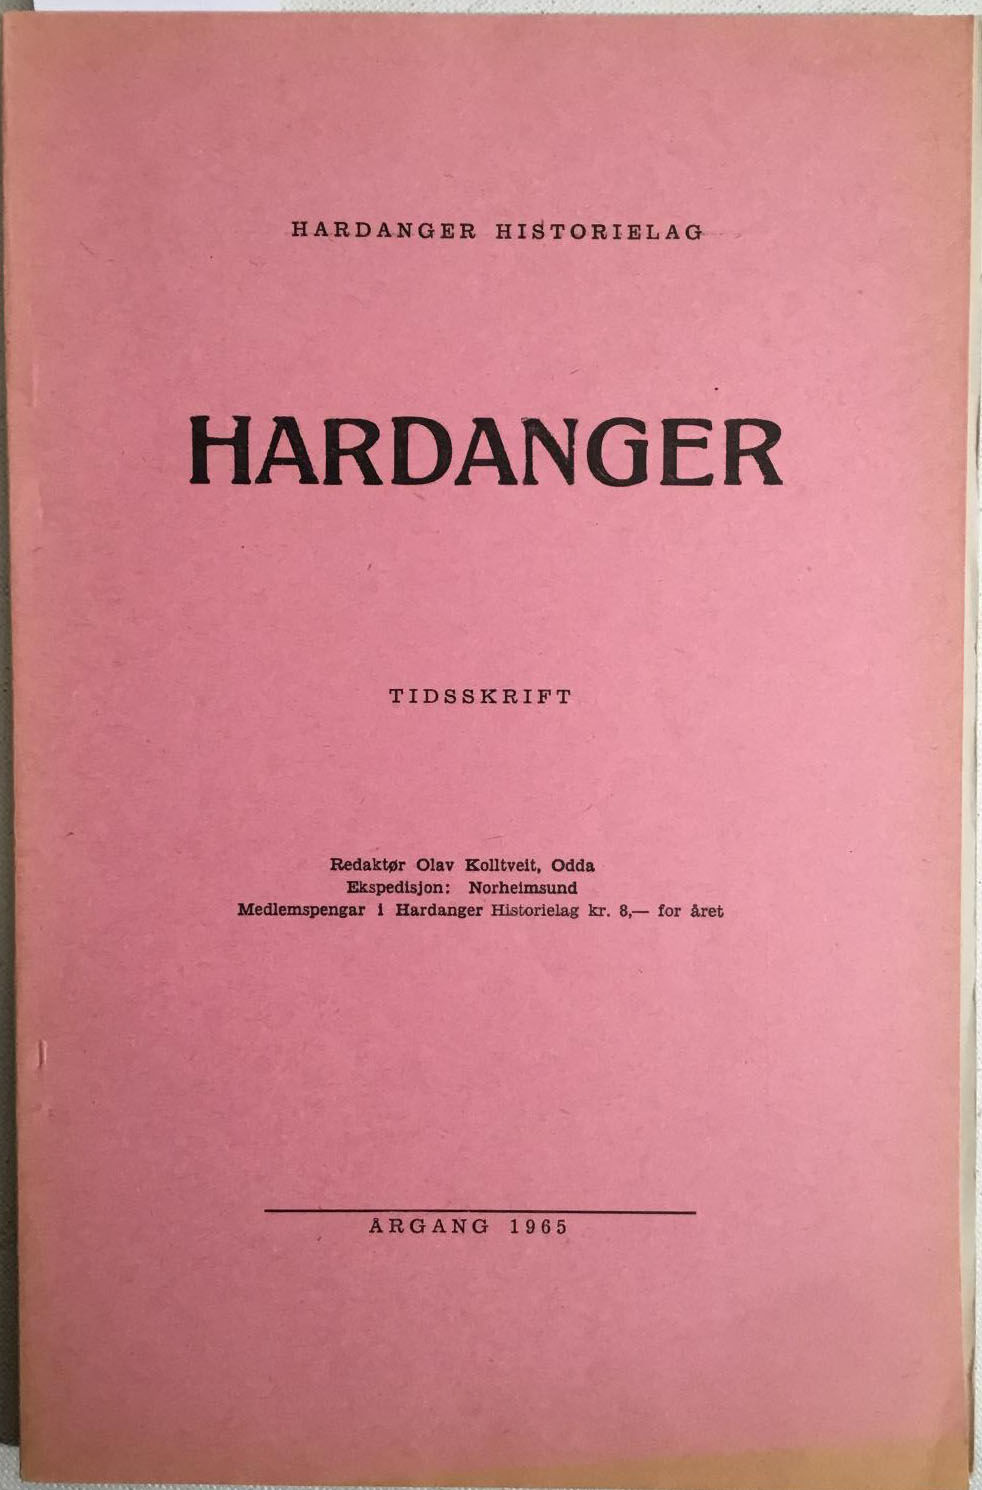 HARDANGER HISTORIELAG
HARDANGER
TIDSSKRIFT
Redaktør Olav Kolltveit, Odda
Ekspedisjon: Norheimsund
Medlemspengar i Hardanger Historielag kr. 8,— for året
ÅRGANG 1965